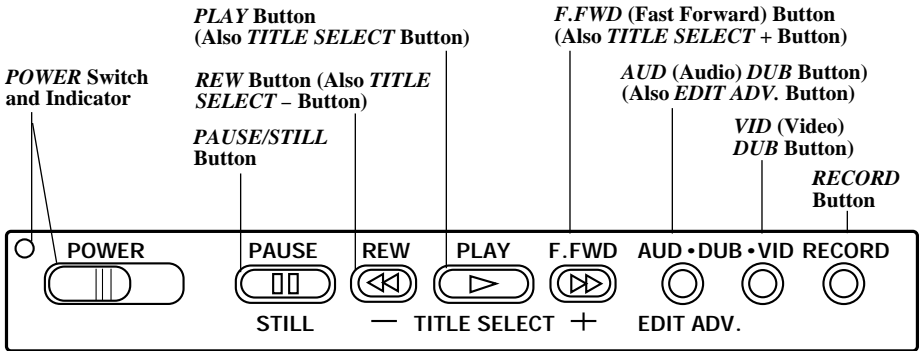 PLAY Button
(Also TITLE SELECT Button)
F.FWD (Fast Forward) Button
(Also TITLE SELECT + Button)
POWER Switch
and Indicator
REW Button (Also TITLE
SELECT – Button)
AUD (Audio) DUB Button)
(Also EDIT ADV. Button)
PAUSE/STILL
Button
VID (Video)
DUB Button)
RECORD
Button
POWER PAUSE REW PLAY F.FWD AUD •DUB •VID RECORD
STILL — TITLE SELECT + EDIT ADV.